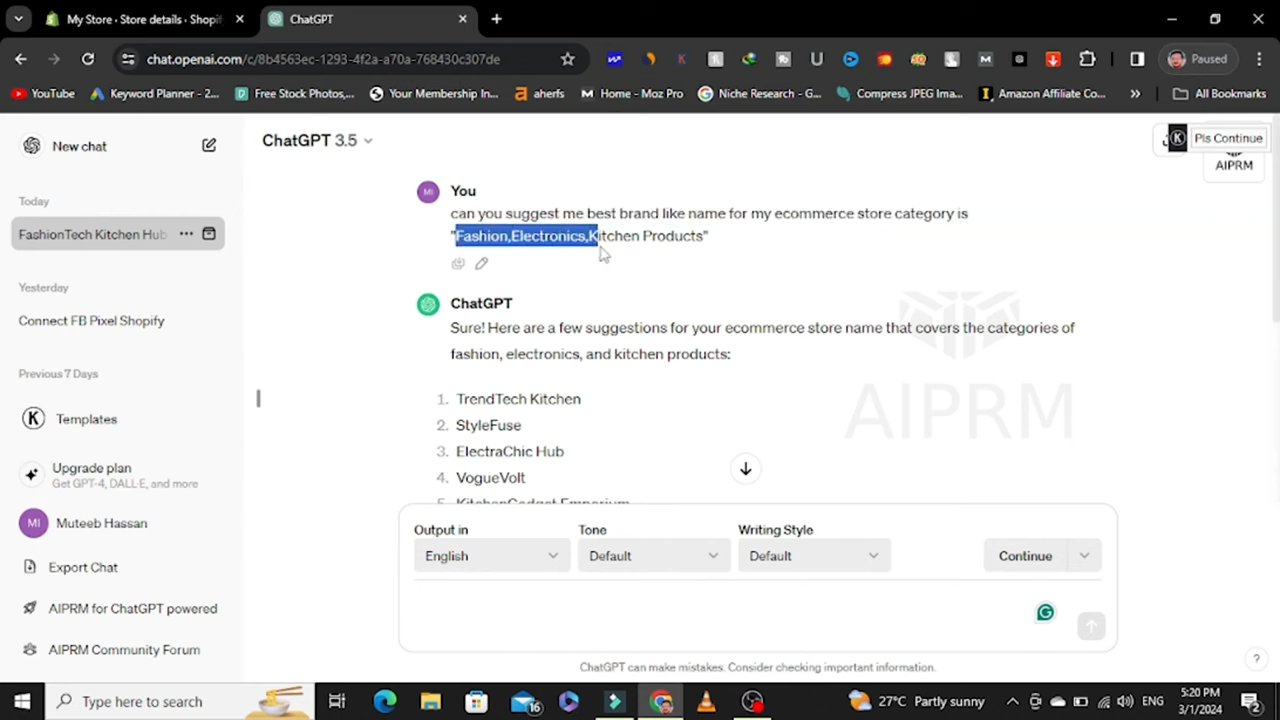 My Store · Store details · Shopif
ChatGPT
chat.openai.com/c/8b4563ec-1293-4f2a-a70a-768430c307de
Paused
YouTube
Keyword Planner - 2...
Free Stock Photos,...
Your Membership In...
aherfs
Home - Moz Pro
Niche Research - G...
Compress JPEG Ima...
Amazon Affiliate Co...
All Bookmarks
New chat
Today
FashionTech Kitchen Hub
Yesterday
Connect FB Pixel Shopify
Previous 7 Days
Templates
Upgrade plan
Get GPT-4, DALL·E, and more
Muteeb Hassan
Export Chat
AIPRM for ChatGPT powered
AIPRM Community Forum
ChatGPT 3.5
Pls Continue
AIPRM
MI
You
can you suggest me best brand like name for my ecommerce store category is
"Fashion,Electronics,Kitchen Products"
ChatGPT
Sure! Here are a few suggestions for your ecommerce store name that covers the categories of
fashion, electronics, and kitchen products:
1. TrendTech Kitchen
2. StyleFuse
3. ElectraChic Hub
4. VogueVolt
5. KitchenGadget Emporium
AIPRM
Output in
Tone
Writing Style
English
Default
Default
Continue
ChatGPT can make mistakes. Consider checking important information.
?
Type here to search
16
27°C Partly sunny
ENG
5:20 PM
3/1/2024
2